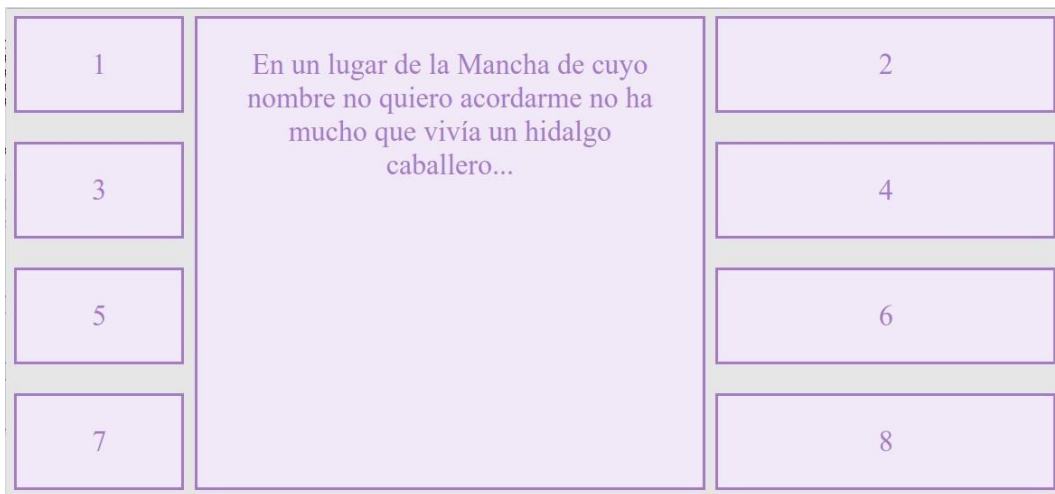 1
En un lugar de la Mancha de cuyo
nombre no quiero acordarme no ha
mucho que vivía un hidalgo
caballero...
2
3
4
5
6
7
8